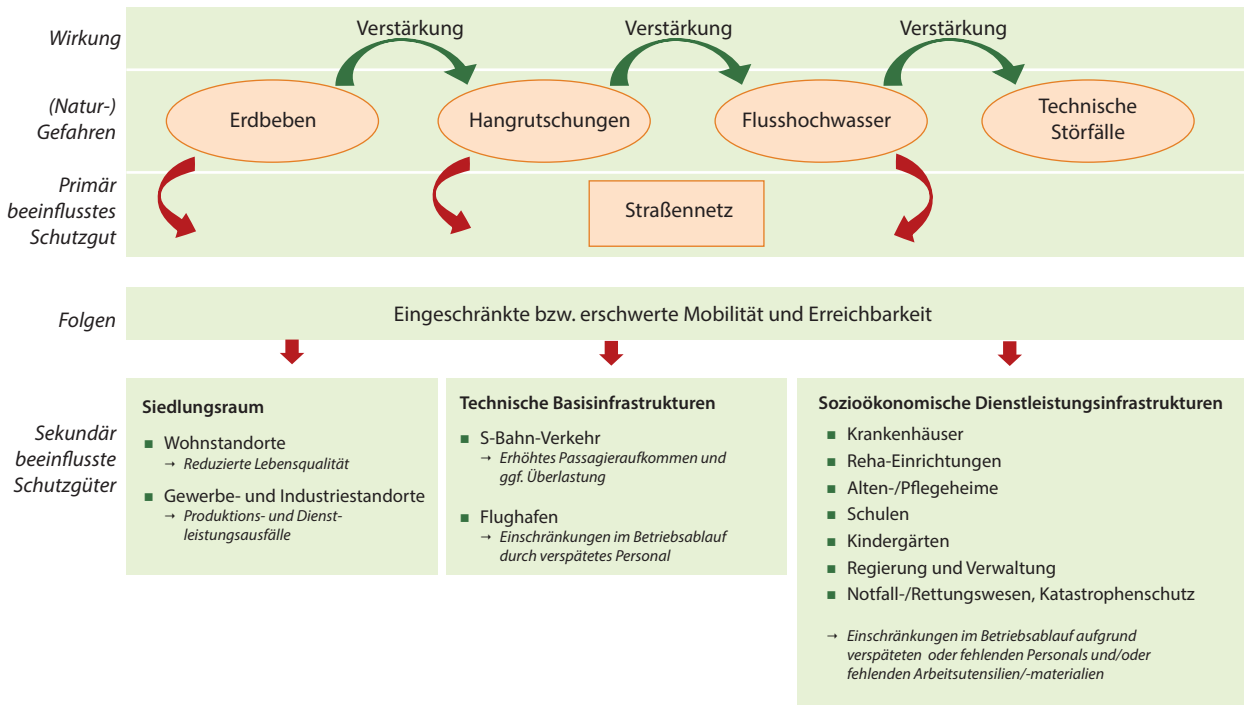 Wirkung
Verstärkung
Verstärkung
Verstärkung
(Natur-)
Gefahren
Erdbeben
Hangrutschungen
Flusshochwasser
Technische
Störfälle
Primär
beeinflusstes
Schutzgut
Straßennetz
Folgen
Eingeschränkte bzw. erschwerte Mobilität und Erreichbarkeit
Sekundär
beeinflusste
Schutzgüter
Siedlungsraum
■ Wohnstandorte
→ Reduzierte Lebensqualität
■ Gewerbe- und Industriestandorte
→ Produktions- und Dienst-
leistungsausfälle
Technische Basisinfrastrukturen
■ S-Bahn-Verkehr
→ Erhöhtes Passagieraufkommen und
ggf. Überlastung
■ Flughafen
→ Einschränkungen im Betriebsablauf
durch verspätetes Personal
Sozioökonomische Dienstleistungsinfrastrukturen
■ Krankenhäuser
■ Reha-Einrichtungen
■ Alten-/Pflegeheime
■ Schulen
■ Kindergärten
■ Regierung und Verwaltung
■ Notfall-/Rettungswesen, Katastrophenschutz
→ Einschränkungen im Betriebsablauf aufgrund
verspäteten oder fehlenden Personals und/oder
fehlenden Arbeitsutensilien/-materialien